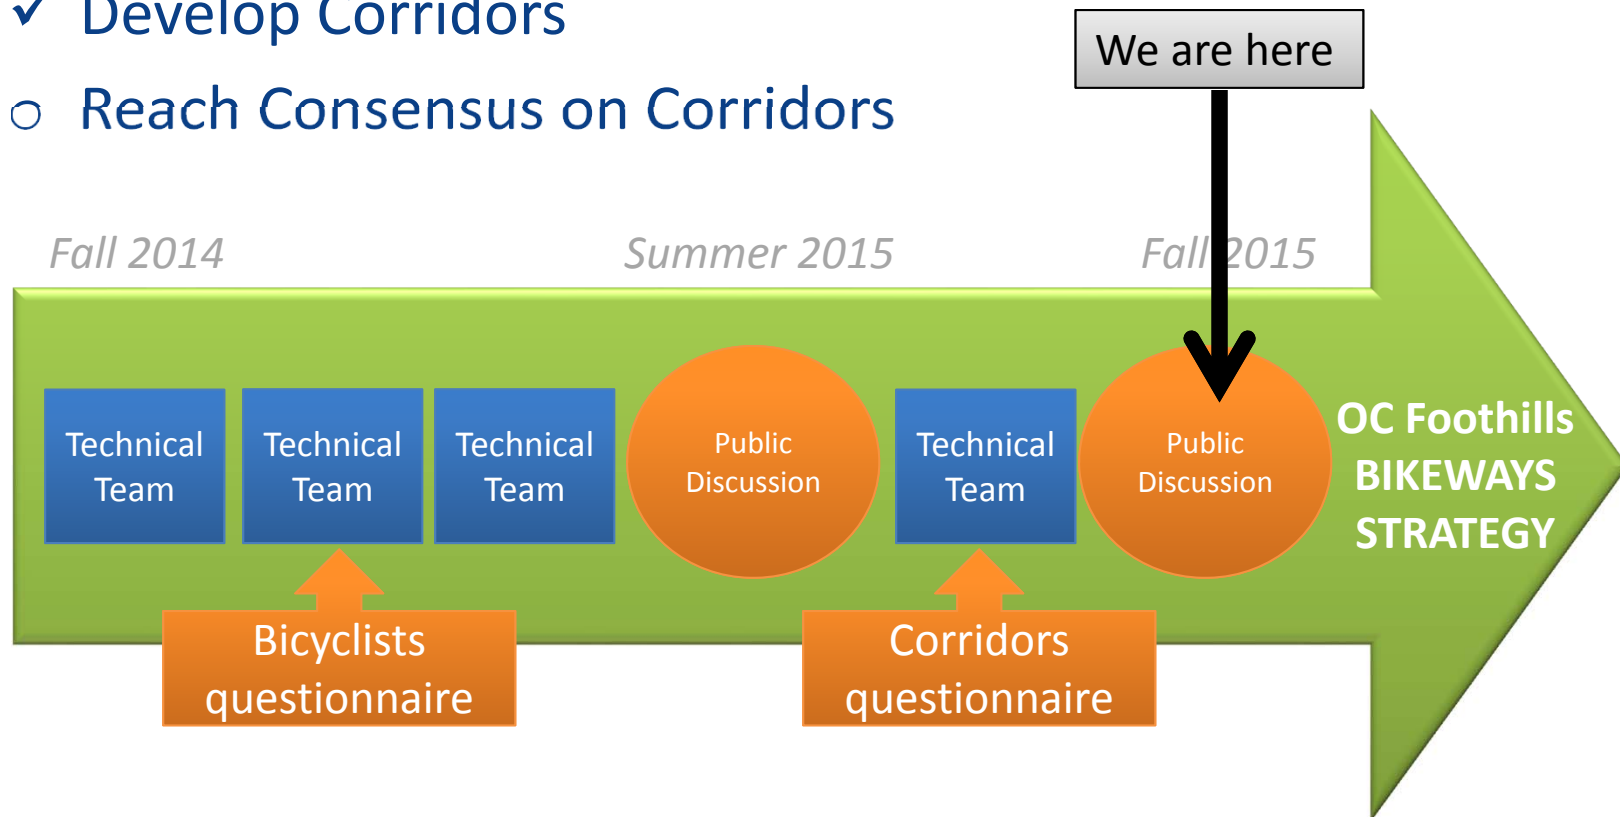 ✓ Develop Corridors
○ Reach Consensus on Corridors
We are here
Fall 2014
Summer 2015
Fall 2015
Technical
Team
Technical
Team
Technical
Team
Public
Discussion
Technical
Team
Public
Discussion
OC Foothills
BIKEWAYS
STRATEGY
Bicyclists
questionnaire
Corridors
questionnaire